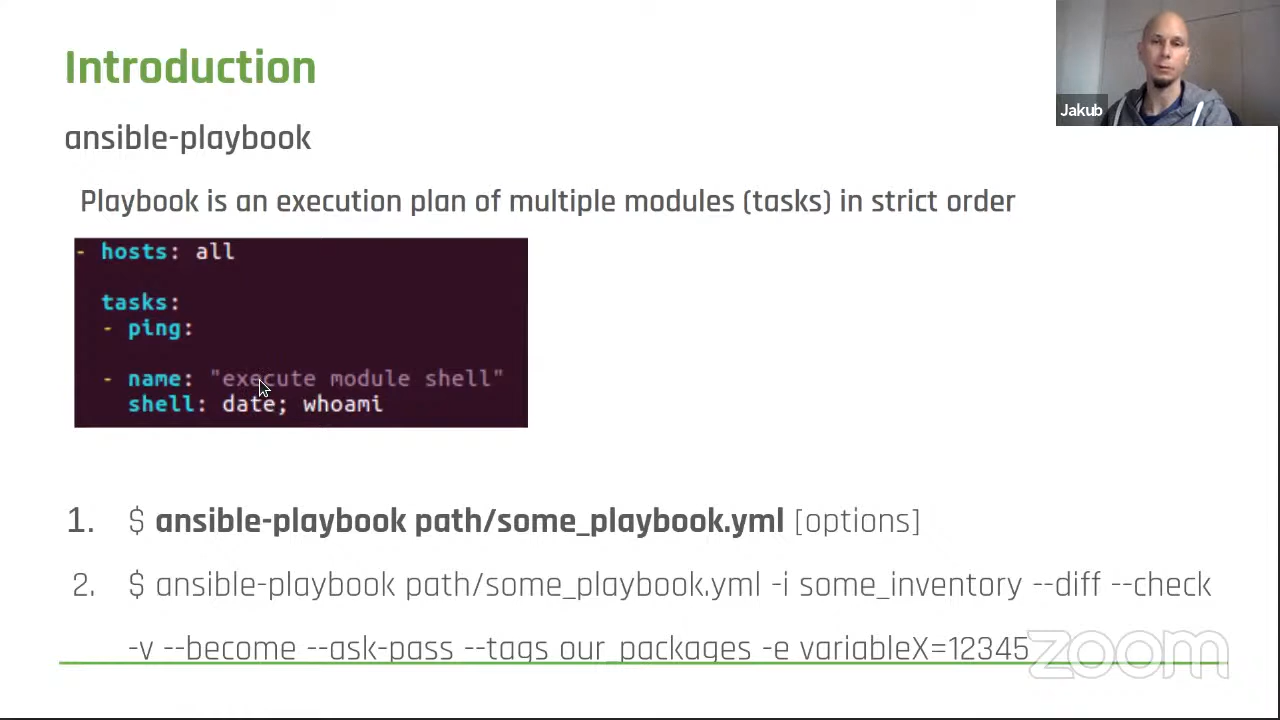 Introduction
Jakub
ansible-playbook
Playbook is an execution plan of multiple modules (tasks) in strict order
- hosts: all
tasks:
- ping:
- name: "execute module shell"
shell: date; whoami
1. $ ansible-playbook path/some_playbook.yml [options]
2. $ ansible-playbook path/some_playbook.yml -i some_inventory --diff --check
-v --become --ask-pass --tags our_packages -e variableX=12345
zoom